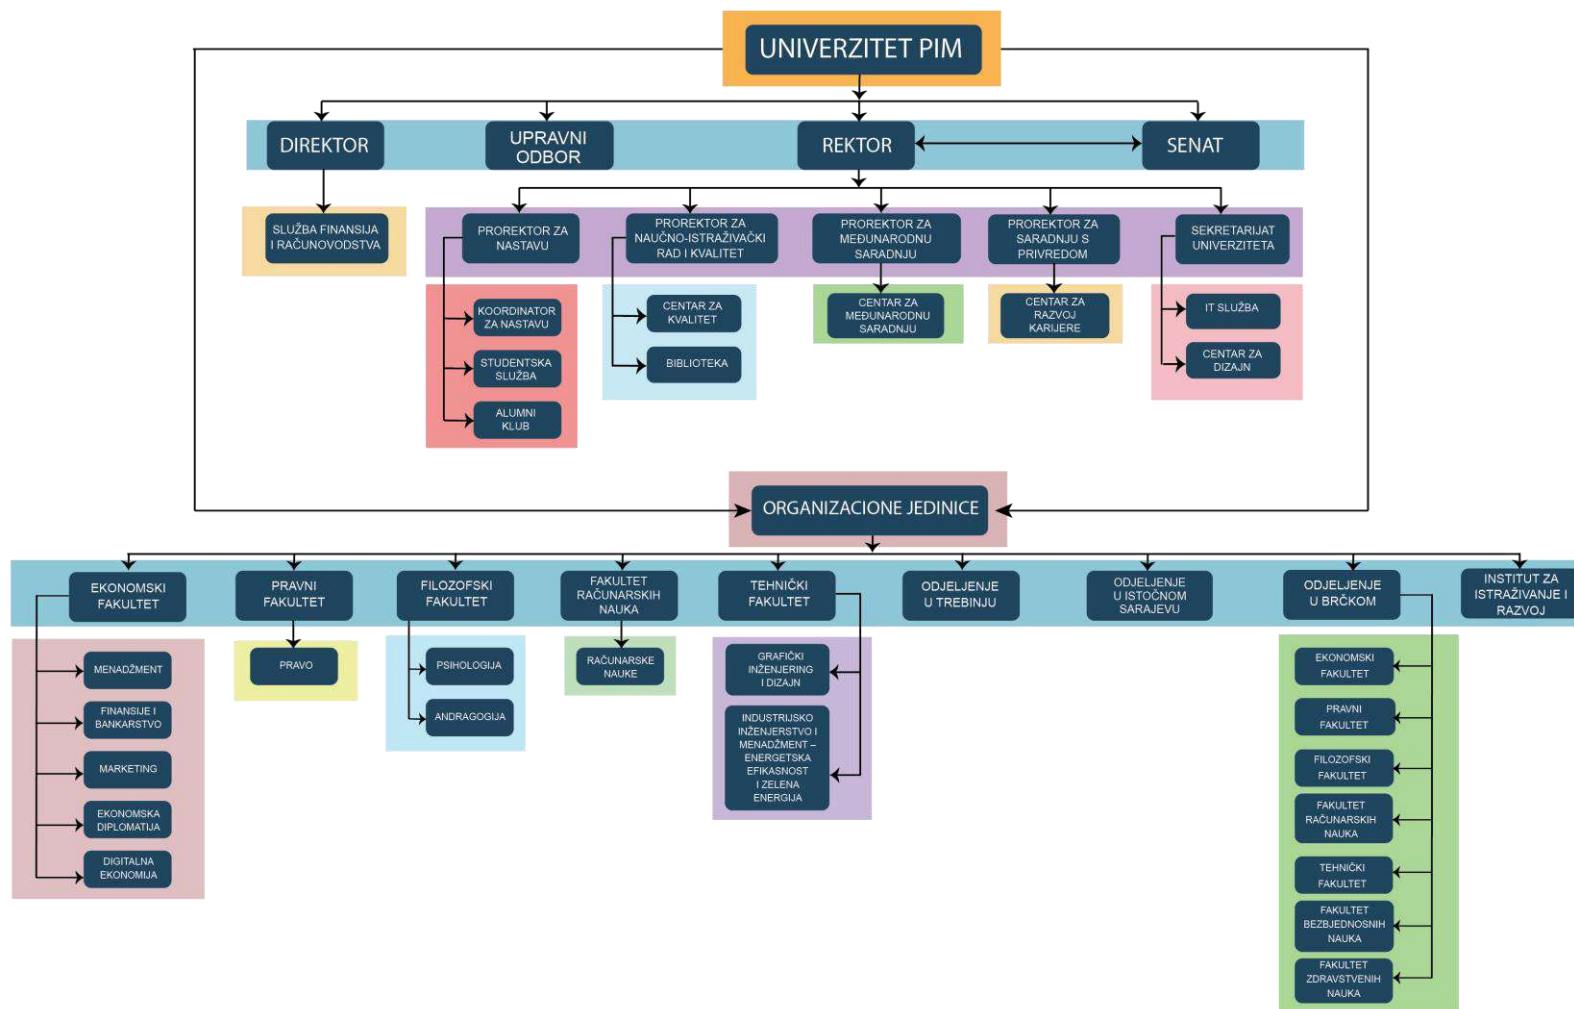 UNIVERZITET PIM
DIREKTOR
UPRAVNI
ODBOR
REKTOR
SENAT
SLUŽBA FINANSIJA
I RAČUNOVODSTVA
PROREKTOR ZA
NASTAVU
PROREKTOR ZA
NAUČNO-ISTRAŽIVAČKI
RAD I KVALITET
PROREKTOR ZA
MEĐUNARODNU
SARADNJU
PROREKTOR ZA
SARADNJU S
PRIVREDOM
SEKRETARIJAT
UNIVERZITETA
KOORDINATOR
ZA NASTAVU
STUDENTSKA
SLUŽBA
ALUMNI
KLUB
CENTAR ZA
KVALITET
BIBLIOTEKA
CENTAR ZA
MEĐUNARODNU
SARADNJU
CENTAR ZA
RAZVOJ
KARIJERE
IT SLUŽBA
CENTAR ZA
DIZAJN
ORGANIZACIONE JEDINICE
EKONOMSKI
FAKULTET
PRAVNI
FAKULTET
FILOZOFSKI
FAKULTET
FAKULTET
RAČUNARSKIH
NAUKA
TEHNIČKI
FAKULTET
ODJELJENJE
U TREBINJU
ODJELJENJE
U ISTOČNOM
SARAJEVU
ODJELJENJE
U BRČKOM
INSTITUT ZA
ISTRAŽIVANJE I
RAZVOJ
MENADŽMENT
FINANSIJE I
BANKARSTVO
MARKETING
EKONOMSKA
DIPLOMATIJA
DIGITALNA
EKONOMIJA
PRAVO
PSIHOLOGIJA
ANDRAGOGIJA
RAČUNARSKE
NAUKE
GRAFIČKI
INŽENJERING
I DIZAJN
INDUSTRIJSKO
INŽENJERSTVO I
MENADŽMENT –
ENERGETSKA
EFIKASNOST
I ZELENA
ENERGIJA
EKONOMSKI
FAKULTET
PRAVNI
FAKULTET
FILOZOFSKI
FAKULTET
FAKULTET
RAČUNARSKIH
NAUKA
TEHNIČKI
FAKULTET
FAKULTET
BEZBJEDNOSNIH
NAUKA
FAKULTET
ZDRAVSTVENIH
NAUKA